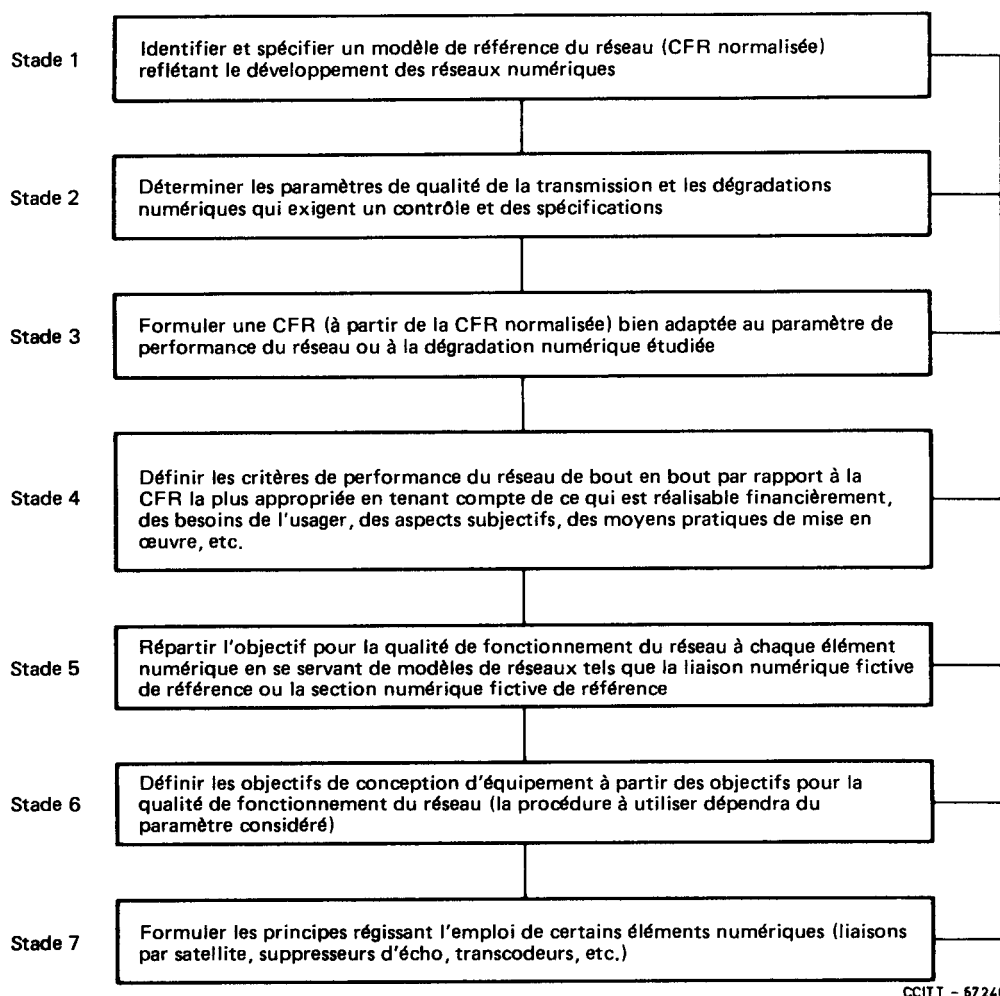 Stade 1
Identifier et spécifier un modèle de référence du réseau (CFR normalisée)
reflétant le développement des réseaux numériques
Stade 2
Déterminer les paramètres de qualité de la transmission et les dégradations
numériques qui exigent un contrôle et des spécifications
Stade 3
Formuler une CFR (à partir de la CFR normalisée) bien adaptée au paramètre de
performance du réseau ou à la dégradation numérique étudiée
Stade 4
Définir les critères de performance du réseau de bout en bout par rapport à la
CFR la plus appropriée en tenant compte de ce qui est réalisable financièrement,
des besoins de l'usager, des aspects subjectifs, des moyens pratiques de mise en
œuvre, etc.
Stade 5
Répartir l'objectif pour la qualité de fonctionnement du réseau à chaque élément
numérique en se servant de modèles de réseaux tels que la liaison numérique fictive
de référence ou la section numérique fictive de référence
Stade 6
Définir les objectifs de conception d'équipement à partir des objectifs pour la
qualité de fonctionnement du réseau (la procédure à utiliser dépendra du
paramètre considéré)
Stade 7
Formuler les principes régissant l'emploi de certains éléments numériques (liaisons
par satellite, suppresseurs d'écho, transcodeurs, etc.)
CCITT - 67240